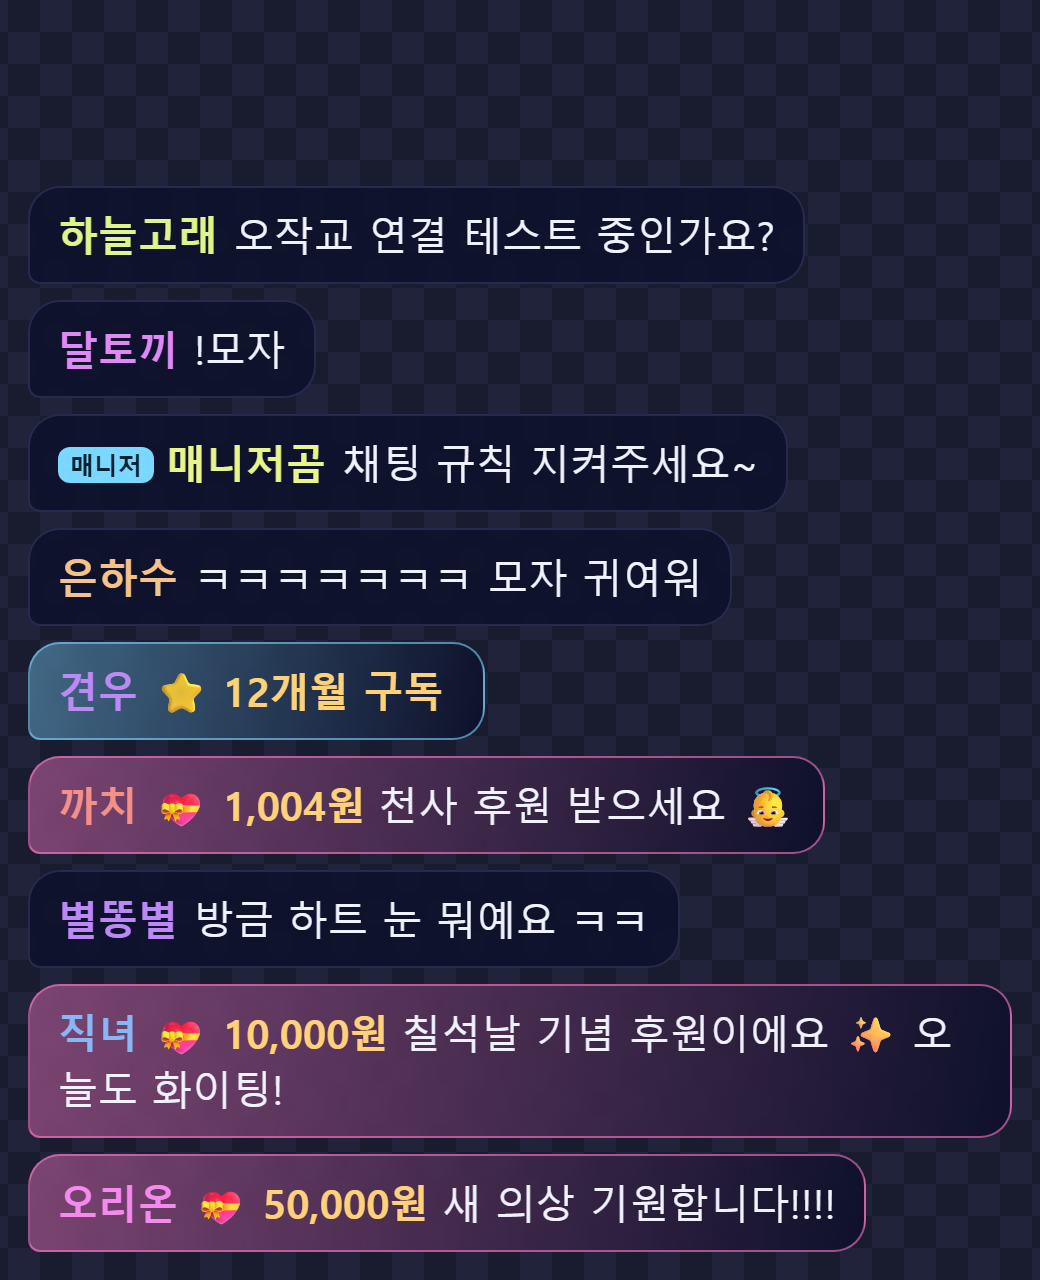 하늘고래 오작교 연결 테스트 중인가요?
달토끼 !모자
매니저 매니저곰 채팅 규칙 지켜주세요~
은하수 ㅋㅋㅋㅋㅋㅋㅋ 모자 귀여워
견우 ⭐ 12개월 구독
까치 💝 1,004원 천사 후원 받으세요 👼
별똥별 방금 하트 눈 뭐예요 ㅋㅋ
직녀 💝 10,000원 칠석날 기념 후원이에요 ✨ 오
늘도 화이팅!
오리온 💝 50,000원 새 의상 기원합니다!!!!